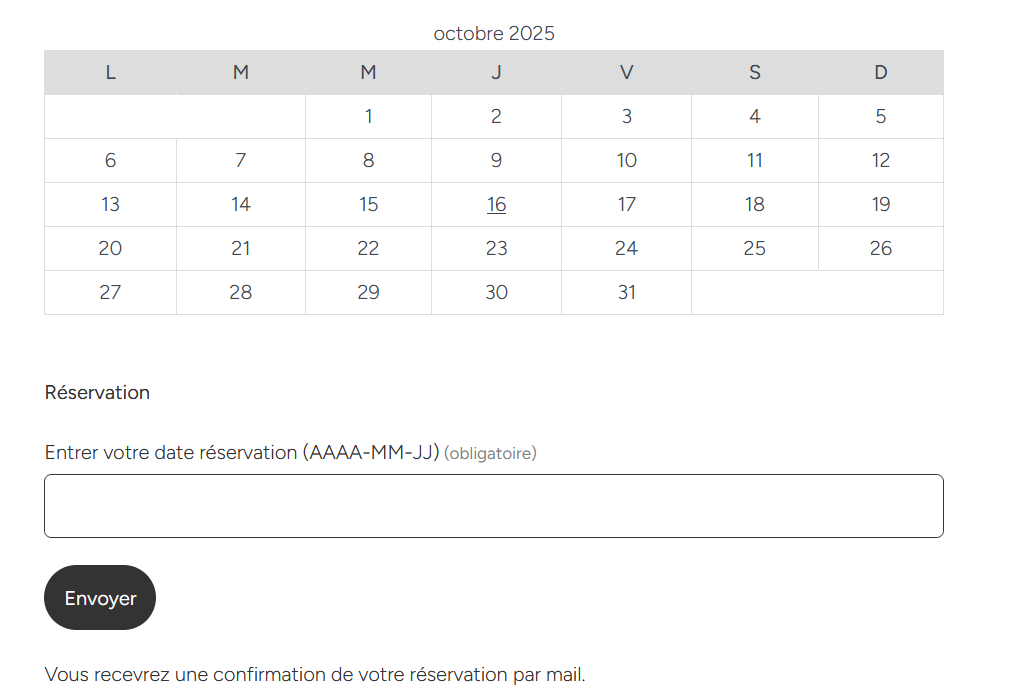 octobre 2025
L M M J V S D
1 2 3 4 5
6 7 8 9 10 11 12
13 14 15 16 17 18 19
20 21 22 23 24 25 26
27 28 29 30 31
Réservation
Entrer votre date réservation (AAAA-MM-JJ) (obligatoire)
Envoyer
Vous recevrez une confirmation de votre réservation par mail.